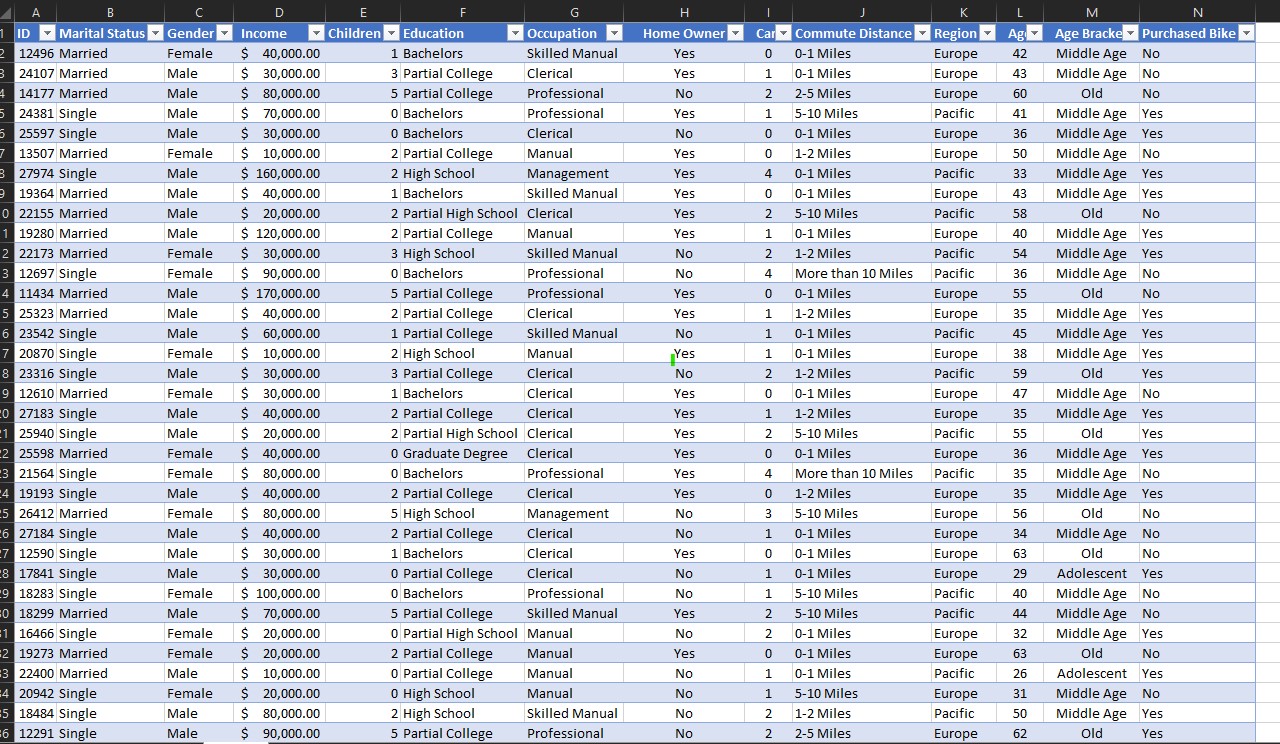 A B C D E F G H I J K L M N
1 ID Marital Status Gender Income Children Education Occupation Home Owner Car Commute Distance Region Age Age Bracke Purchased Bike
2 12496 Married Female $ 40,000.00 1 Bachelors Skilled Manual Yes 0 0-1 Miles Europe 42 Middle Age No
3 24107 Married Male $ 30,000.00 3 Partial College Clerical Yes 1 0-1 Miles Europe 43 Middle Age No
4 14177 Married Male $ 80,000.00 5 Partial College Professional No 2 2-5 Miles Europe 60 Old No
5 24381 Single Male $ 70,000.00 0 Bachelors Professional Yes 1 5-10 Miles Pacific 41 Middle Age Yes
6 25597 Single Male $ 30,000.00 0 Bachelors Clerical No 0 0-1 Miles Europe 36 Middle Age Yes
7 13507 Married Female $ 10,000.00 2 Partial College Manual Yes 0 1-2 Miles Europe 50 Middle Age No
8 27974 Single Male $ 160,000.00 2 High School Management Yes 4 0-1 Miles Pacific 33 Middle Age Yes
9 19364 Married Male $ 40,000.00 1 Bachelors Skilled Manual Yes 0 0-1 Miles Europe 43 Middle Age Yes
0 22155 Married Male $ 20,000.00 2 Partial High School Clerical Yes 2 5-10 Miles Pacific 58 Old No
1 19280 Married Male $ 120,000.00 2 Partial College Manual Yes 1 0-1 Miles Europe 40 Middle Age Yes
2 22173 Married Female $ 30,000.00 3 High School Skilled Manual No 2 1-2 Miles Pacific 54 Middle Age Yes
3 12697 Single Female $ 90,000.00 0 Bachelors Professional No 4 More than 10 Miles Pacific 36 Middle Age No
4 11434 Married Male $ 170,000.00 5 Partial College Professional Yes 0 0-1 Miles Europe 55 Old No
5 25323 Married Male $ 40,000.00 2 Partial College Clerical Yes 1 1-2 Miles Europe 35 Middle Age Yes
6 23542 Single Male $ 60,000.00 1 Partial College Skilled Manual No 1 0-1 Miles Pacific 45 Middle Age Yes
7 20870 Single Female $ 10,000.00 2 High School Manual Yes 1 0-1 Miles Europe 38 Middle Age Yes
8 23316 Single Male $ 30,000.00 3 Partial College Clerical No 2 1-2 Miles Pacific 59 Old Yes
9 12610 Married Female $ 30,000.00 1 Bachelors Clerical Yes 0 0-1 Miles Europe 47 Middle Age No
20 27183 Single Male $ 40,000.00 2 Partial College Clerical Yes 1 1-2 Miles Europe 35 Middle Age Yes
21 25940 Single Male $ 20,000.00 2 Partial High School Clerical Yes 2 5-10 Miles Pacific 55 Old Yes
22 25598 Married Female $ 40,000.00 0 Graduate Degree Clerical Yes 0 0-1 Miles Europe 36 Middle Age Yes
23 21564 Single Female $ 80,000.00 0 Bachelors Professional Yes 4 More than 10 Miles Pacific 35 Middle Age No
24 19193 Single Male $ 40,000.00 2 Partial College Clerical Yes 0 1-2 Miles Europe 35 Middle Age Yes
25 26412 Married Female $ 80,000.00 5 High School Management No 3 5-10 Miles Europe 56 Old No
26 27184 Single Male $ 40,000.00 2 Partial College Clerical No 1 0-1 Miles Europe 34 Middle Age No
27 12590 Single Male $ 30,000.00 1 Bachelors Clerical Yes 0 0-1 Miles Europe 63 Old No
28 17841 Single Male $ 30,000.00 0 Partial College Clerical No 1 0-1 Miles Europe 29 Adolescent Yes
29 18283 Single Female $ 100,000.00 0 Bachelors Professional No 1 5-10 Miles Pacific 40 Middle Age No
30 18299 Married Male $ 70,000.00 5 Partial College Skilled Manual Yes 2 5-10 Miles Pacific 44 Middle Age No
31 16466 Single Female $ 20,000.00 0 Partial High School Manual No 2 0-1 Miles Europe 32 Middle Age Yes
32 19273 Married Female $ 20,000.00 2 Partial College Manual Yes 0 0-1 Miles Europe 63 Old No
33 22400 Married Male $ 10,000.00 0 Partial College Manual No 1 0-1 Miles Pacific 26 Adolescent Yes
34 20942 Single Female $ 20,000.00 0 High School Manual No 1 5-10 Miles Europe 31 Middle Age No
35 18484 Single Male $ 80,000.00 2 High School Skilled Manual No 2 1-2 Miles Pacific 50 Middle Age Yes
36 12291 Single Male $ 90,000.00 5 Partial College Professional No 2 2-5 Miles Europe 62 Old Yes